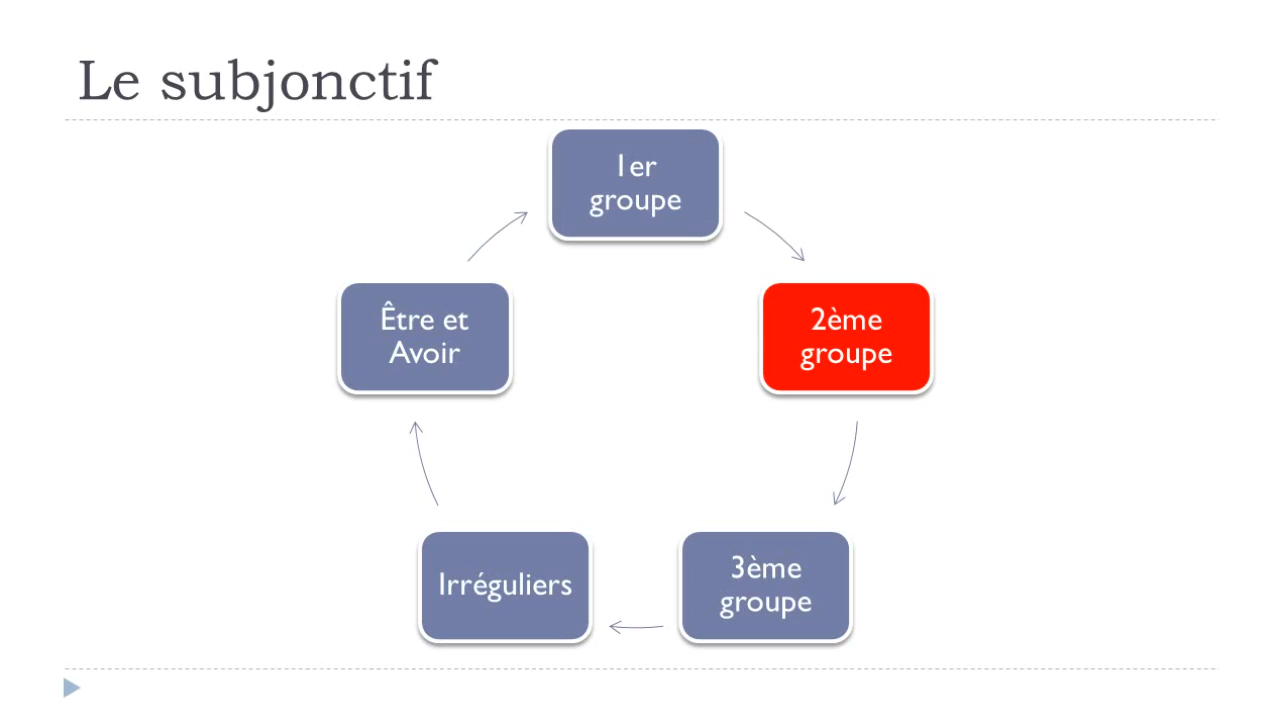 Le subjonctif
1er
groupe
2ème
groupe
3ème
groupe
Irréguliers
Être et
Avoir